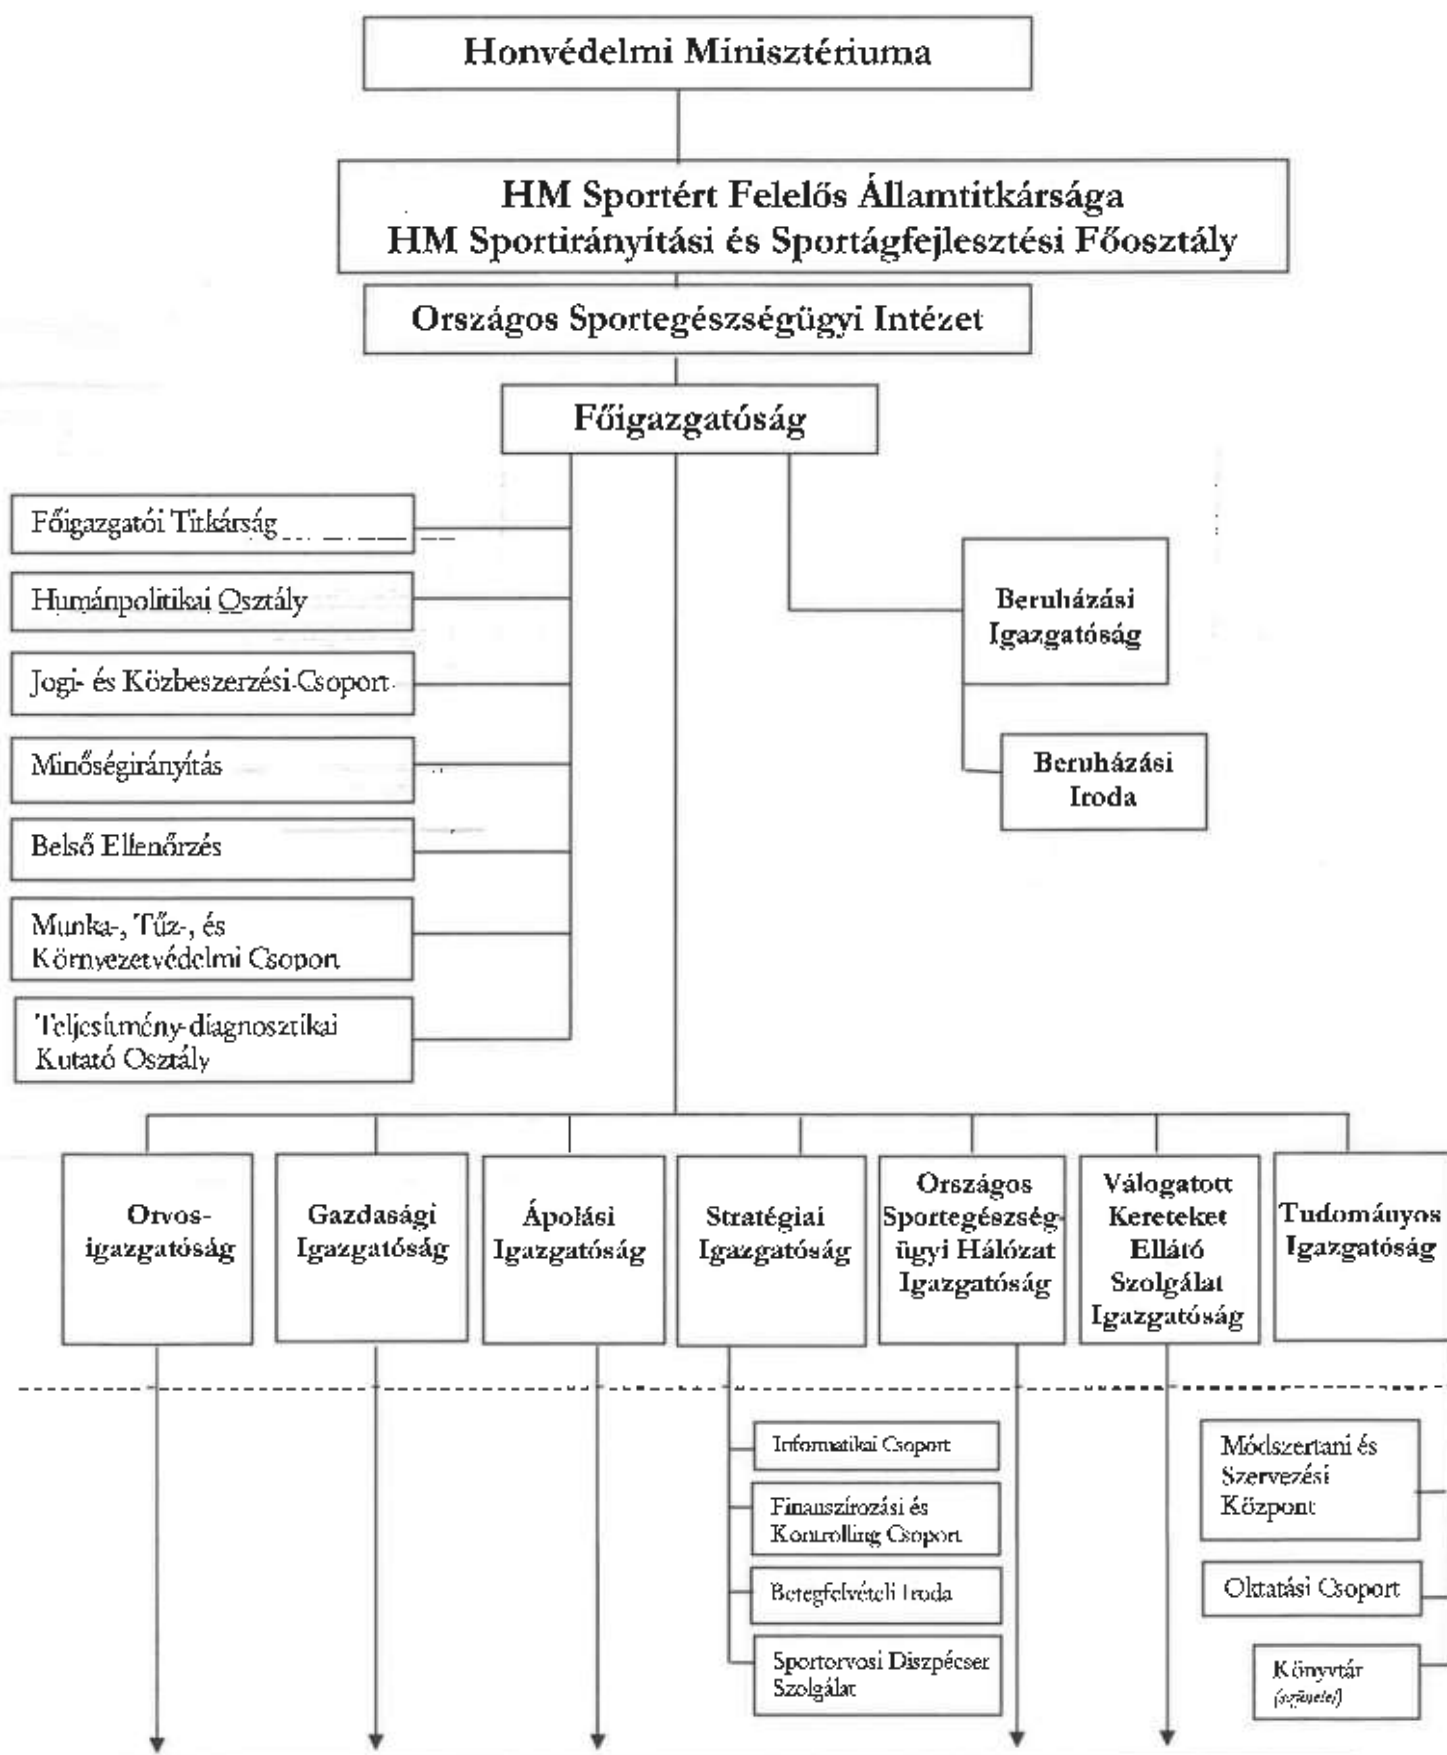 Honvédelmi Minisztériuma
HM Sportért Felelős Államtitkársága
HM Sportirányítási és Sportágfejlesztési Főosztály
Országos Sportegészségügyi Intézet
Főigazgatóság
Főigazgatói Titkárság
Humánpolitikai Osztály
Jogi- és Közbeszerzési Csoport
Minőségirányítás
Belső Ellenőrzés
Munka-, Tűz-, és
Környezetvédelmi Csoport
Teljesítmény-diagnosztikai
Kutató Osztály
Beruházási
Igazgatóság
Beruházási
Iroda
Orvos-
igazgatóság
Gazdasági
Igazgatóság
Ápolási
Igazgatóság
Stratégiai
Igazgatóság
Országos
Sportegészség-
ügyi Hálózat
Igazgatóság
Válogatott
Kereteket
Ellátó
Szolgálat
Igazgatóság
Tudományos
Igazgatóság
Informatikai Csoport
Finanszírozási és
Kontrolling Csoport
Betegfelvételi Iroda
Sportorvosi Diszpécser
Szolgálat
Módszertani és
Szervezési
Központ
Oktatási Csoport
Könyvtár
(szünetel)